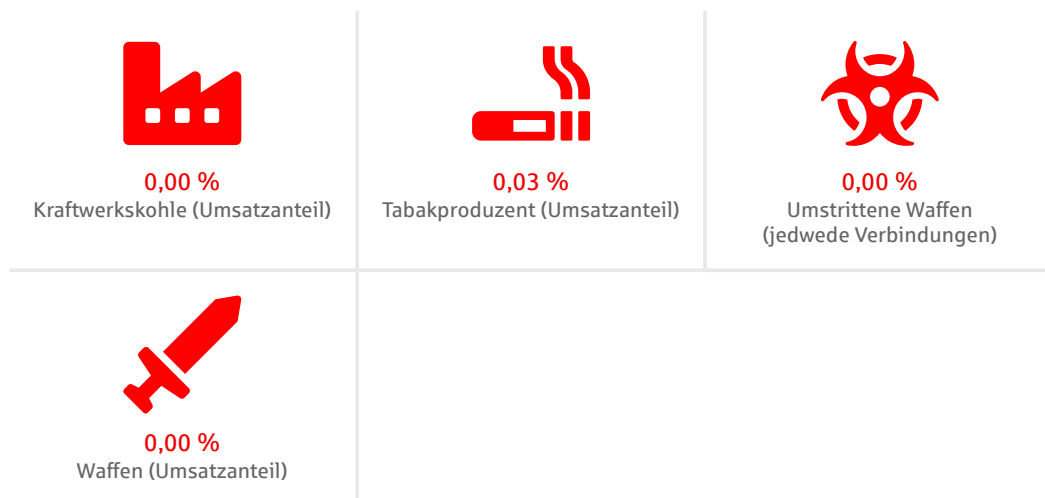 0,00 %
Kraftwerkskohle (Umsatzanteil)
0,03 %
Tabakproduzent (Umsatzanteil)
0,00 %
Umstrittene Waffen
(jedwede Verbindungen)
0,00 %
Waffen (Umsatzanteil)